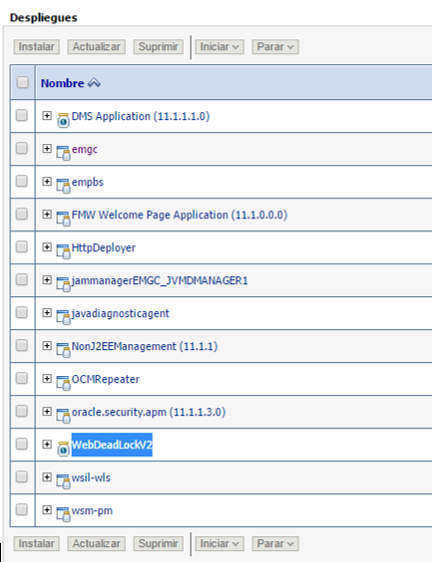 Despliegues
Instalar Actualizar Suprimir Iniciar Parar
Nombre
DMS Application (11.1.1.1.0)
emgc
empbs
FMW Welcome Page Application (11.1.0.0.0)
HttpDeployer
jammanagerEMGC_JVMDMANAGER1
javadiagnosticagent
NonJ2EEManagement (11.1.1)
OCMRepeater
oracle.security.apm (11.1.1.3.0)
WebDeadLockV2
wsil-wls
wsm-pm
Instalar Actualizar Suprimir Iniciar Parar